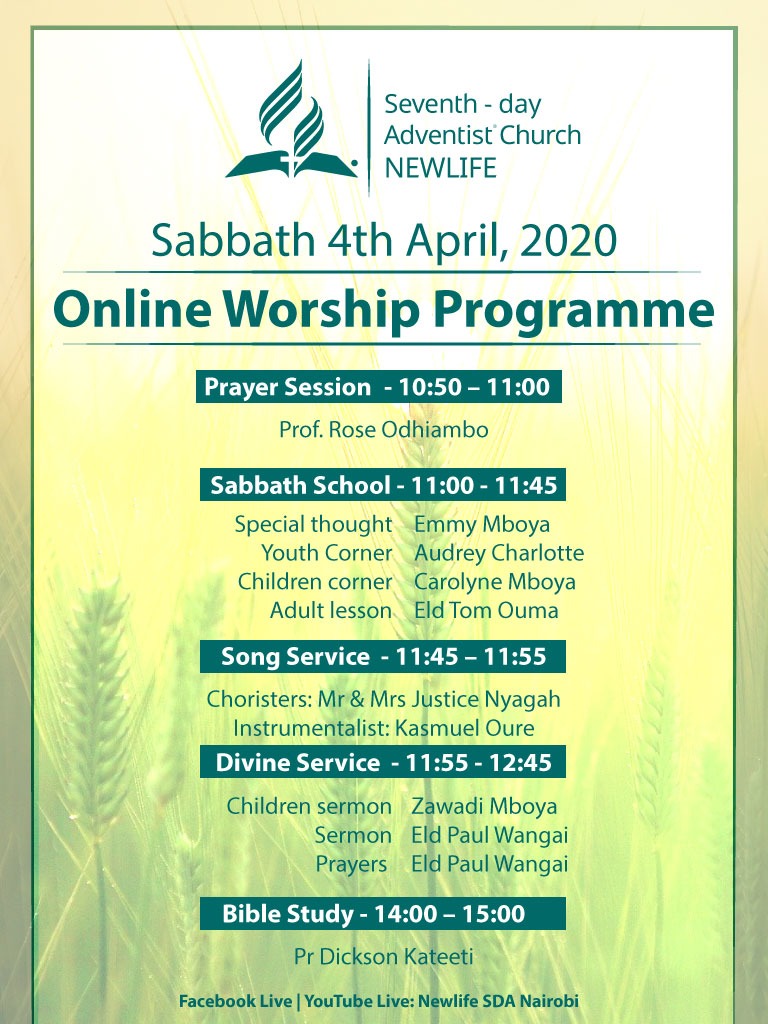 Seventh - day
Adventist® Church
NEWLIFE
Sabbath 4th April, 2020
Online Worship Programme
Prayer Session - 10:50 – 11:00
Prof. Rose Odhiambo
Sabbath School - 11:00 - 11:45
Special thought Emmy Mboya
Youth Corner Audrey Charlotte
Children corner Carolyne Mboya
Adult lesson Eld Tom Ouma
Song Service - 11:45 – 11:55
Choristers: Mr & Mrs Justice Nyagah
Instrumentalist: Kasmuel Oure
Divine Service - 11:55 - 12:45
Children sermon Zawadi Mboya
Sermon Eld Paul Wangai
Prayers Eld Paul Wangai
Bible Study - 14:00 – 15:00
Pr Dickson Kateeti
Facebook Live | YouTube Live: Newlife SDA Nairobi